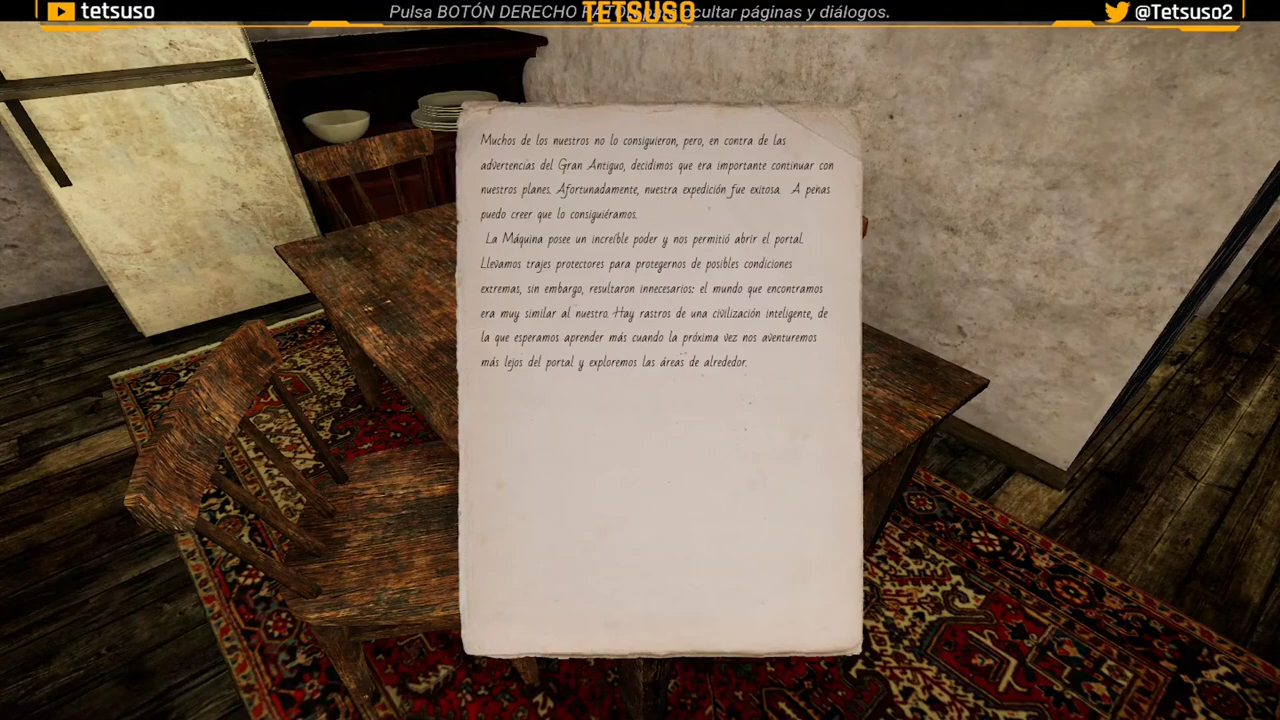 tetsuso
Pulsa BOTÓN DERECHO ocultar páginas y diálogos.
TETSUSO
@Tetsuso2
Muchos de los nuestros no lo consiguieron, pero, en contra de las
advertencias del Gran Antiguo, decidimos que era importante continuar con
nuestros planes. Afortunadamente, nuestra expedición fue exitosa. A penas
puedo creer que lo consiguiéramos.
La Máquina posee un increíble poder y nos permitió abrir el portal.
Llevamos trajes protectores para protegernos de posibles condiciones
extremas, sin embargo, resultaron innecesarios: el mundo que encontramos
era muy similar al nuestro. Hay rastros de una civilización inteligente, de
la que esperamos aprender más cuando la próxima vez nos aventuremos
más lejos del portal y exploremos las áreas de alrededor.